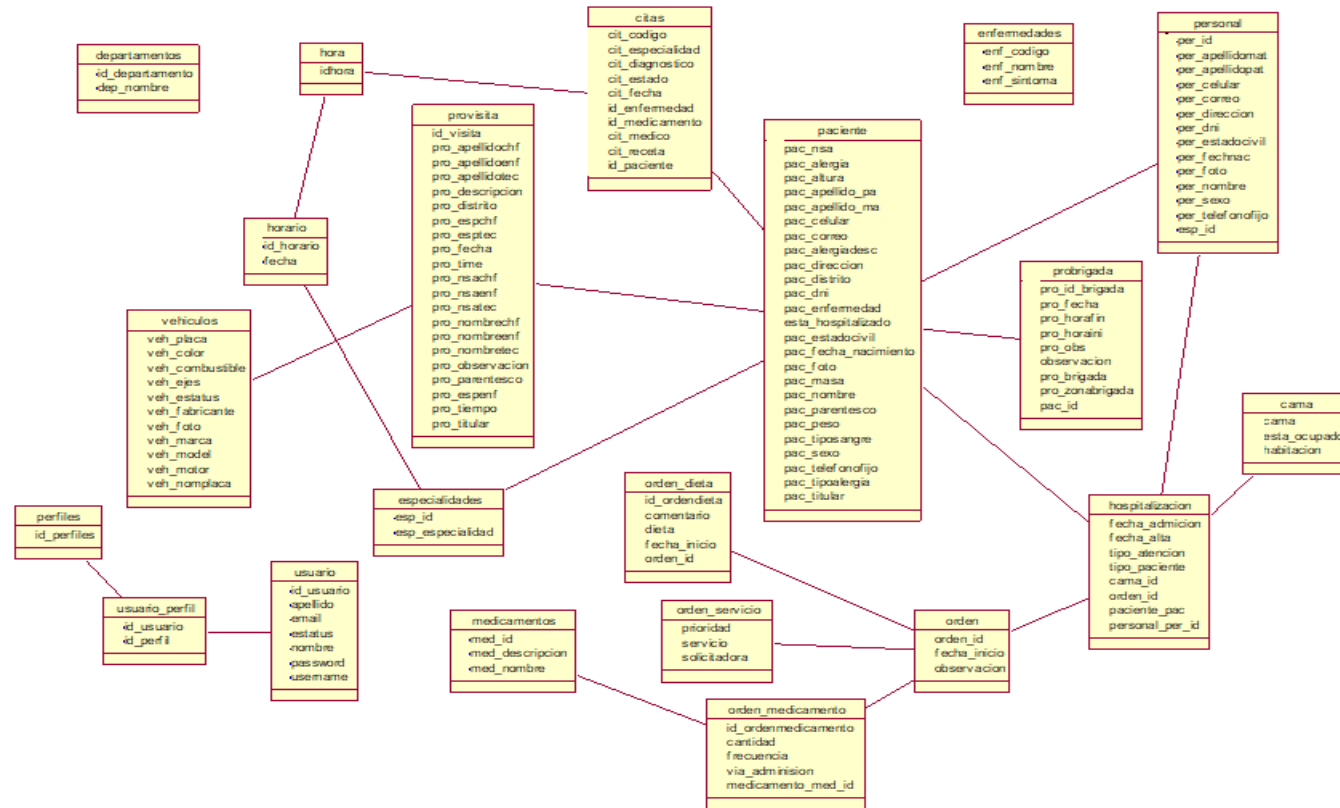 departamentos
id_departamento
dep_nombre
hora
idhora
citas
cit_codigo
cit_especialidad
cit_diagnostico
cit_estado
cit_fecha
id_enfermedad
id_medicamento
cit_medico
cit_receta
id_paciente
enfermedades
enf_codigo
enf_nombre
enf_sintoma
personal
per_id
per_apellidomat
per_apellidopat
per_celular
per_correo
per_direccion
per_dni
per_estadocivil
per_fechnac
per_foto
per_nombre
per_sexo
per_telefonofijo
esp_id
provisita
id_visita
pro_apellidochf
pro_apellidoenf
pro_apellidotec
pro_descripcion
pro_distrito
pro_espchf
pro_esptec
pro_fecha
pro_time
pro_nsachf
pro_nsaenf
pro_nsatec
pro_nombrechf
pro_nombreenf
pro_nombretec
pro_observacion
pro_parentesco
pro_espenf
pro_tiempo
pro_titular
paciente
pac_nsa
pac_alergia
pac_altura
pac_apellido_pa
pac_apellido_ma
pac_celular
pac_correo
pac_alergiadesc
pac_direccion
pac_distrito
pac_dni
pac_enfermedad
esta_hospitalizado
pac_estadocivil
pac_fecha_nacimiento
pac_foto
pac_masa
pac_nombre
pac_parentesco
pac_peso
pac_tiposangre
pac_sexo
pac_telefonofijo
pac_tipoalergia
pac_titular
horario
id_horario
fecha
probrigada
pro_id_brigada
pro_fecha
pro_horafin
pro_horaini
pro_obs
observacion
pro_brigada
pro_zonabrigada
pac_id
vehiculos
veh_placa
veh_color
veh_combustible
veh_ejes
veh_estatus
veh_fabricante
veh_foto
veh_marca
veh_model
veh_motor
veh_nomplaca
cama
cama
esta_ocupado
habitacion
especialidades
esp_id
esp_especialidad
orden_dieta
id_ordendieta
comentario
dieta
fecha_inicio
orden_id
hospitalizacion
fecha_admicion
fecha_alta
tipo_atencion
tipo_paciente
cama_id
orden_id
paciente_pac
personal_per_id
perfiles
id_perfiles
usuario_perfil
id_usuario
id_perfil
usuario
id_usuario
apellido
email
estatus
nombre
password
username
medicamentos
med_id
med_descripcion
med_nombre
orden_servicio
prioridad
servicio
solicitadora
orden
orden_id
fecha_inicio
observacion
orden_medicamento
id_ordenmedicamento
cantidad
frecuencia
via_adminision
medicamento_med_id